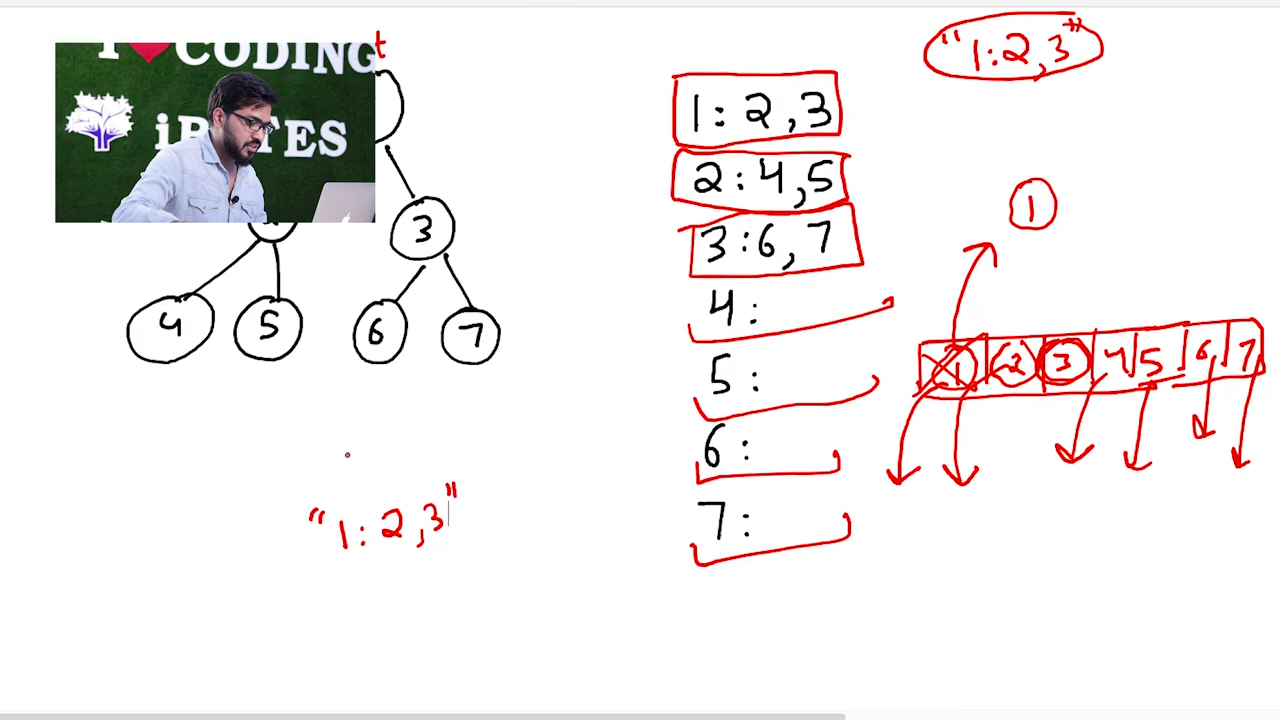 I ❤ CODING
t
3
4 5 6 7
"1:2,3"
1: 2,3
2:4,5
3:6,7
4:
5:
6:
7:
"1:2,3"
1
1 2 3 4 5 6 7